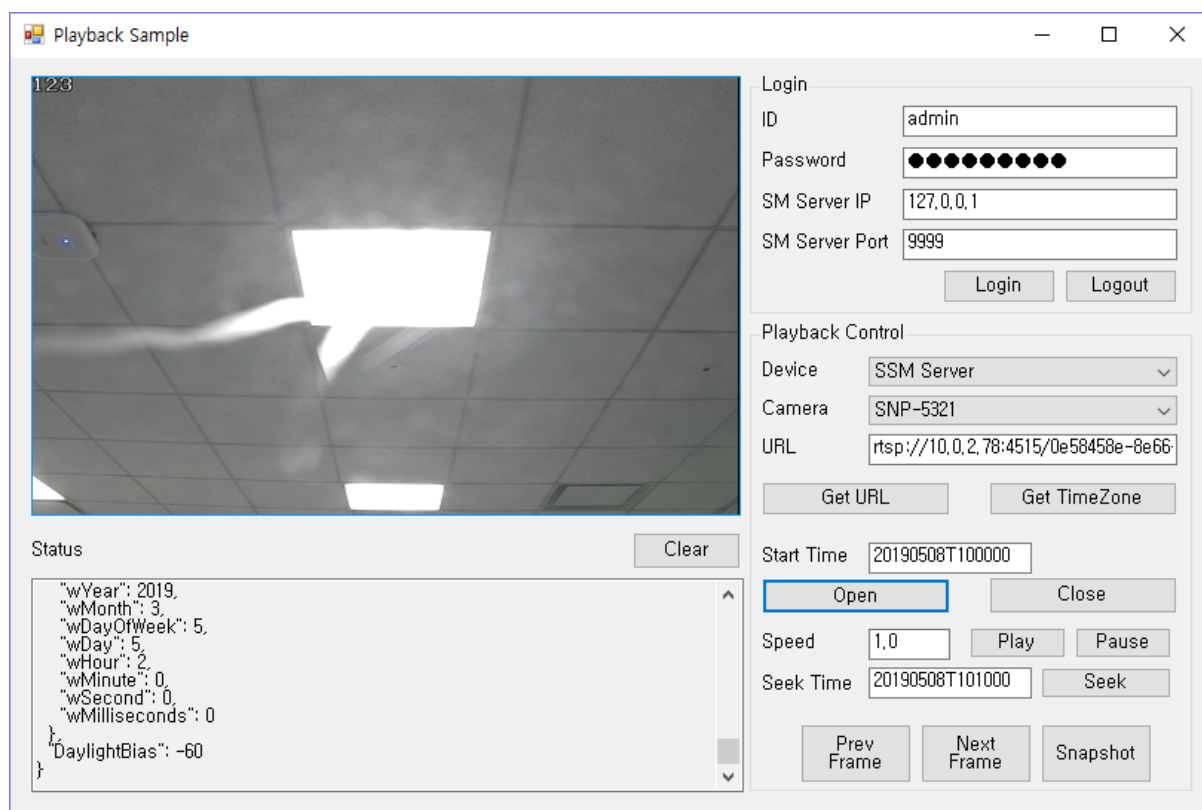 Playback Sample
123
Login
ID admin
Password ●●●●●●●●●
SM Server IP 127.0.0.1
SM Server Port 9999
Login Logout
Playback Control
Device SSM Server
Camera SNP-5321
URL rtsp://10.0.2.78:4515/0e58458e-8e66-
Get URL Get TimeZone
Start Time 20190508T100000
Open Close
Speed 1.0 Play Pause
Seek Time 20190508T101000 Seek
Prev Frame Next Frame Snapshot
Status Clear
"wYear": 2019,
"wMonth": 3,
"wDayOfWeek": 5,
"wDay": 5,
"wHour": 2,
"wMinute": 0,
"wSecond": 0,
"wMilliseconds": 0
},
"DaylightBias": -60
}